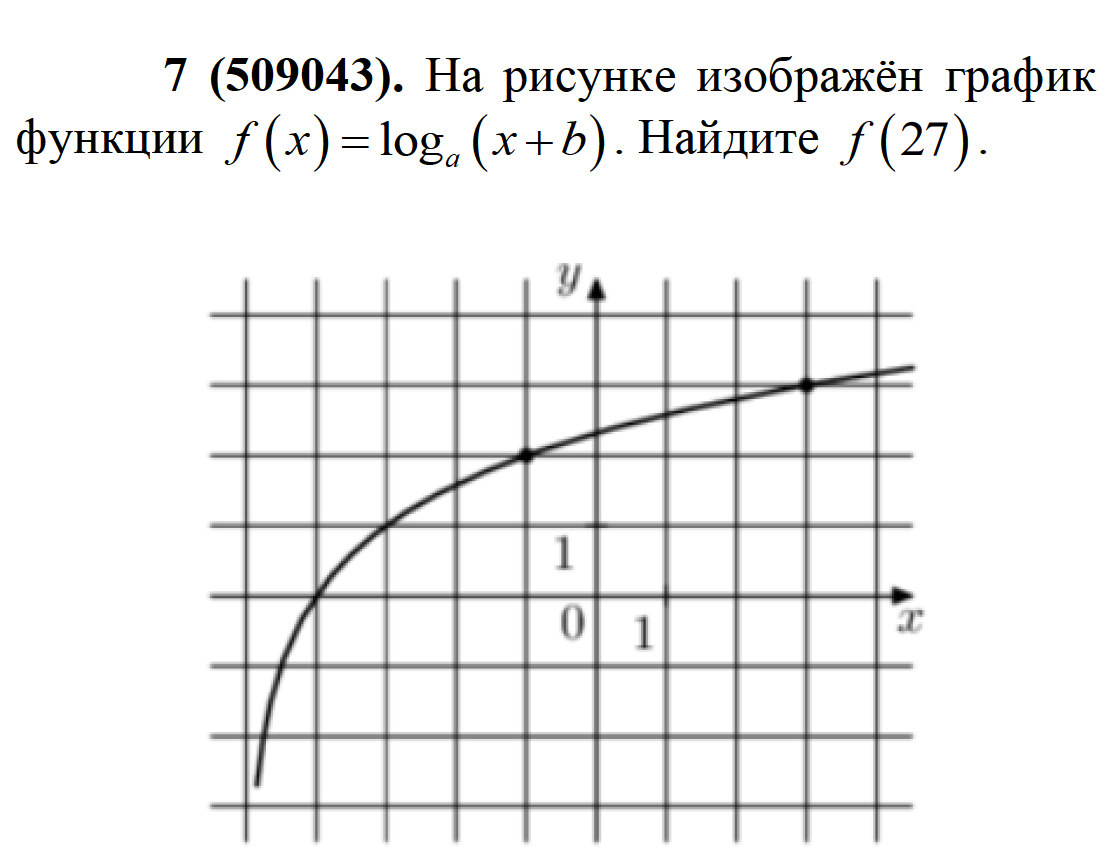 7 (509043). На рисунке изображён график
функции f(x)=logₐ(x+b). Найдите f(27).
y
1
0 1 x